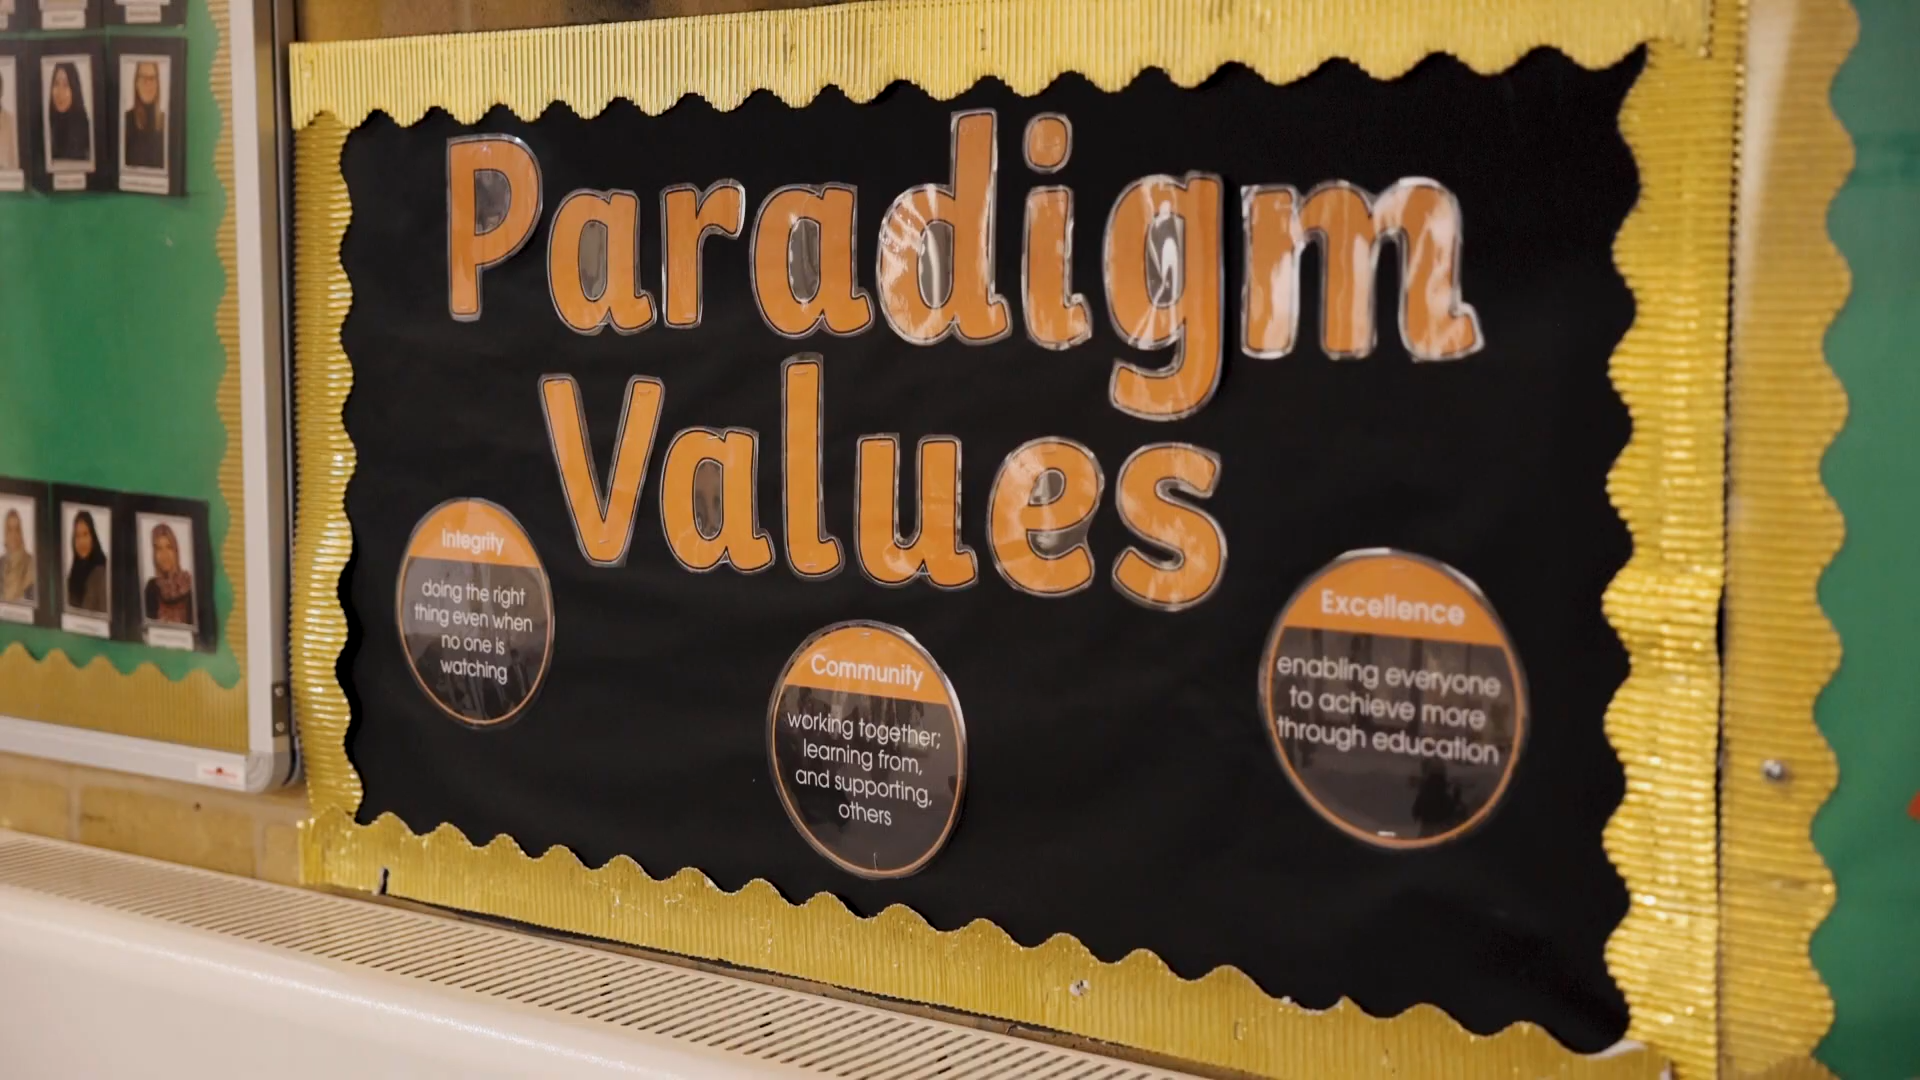 Paradigm
Values
Integrity
doing the right
thing even when
no one is
watching
Community
working together;
learning from,
and supporting,
others
Excellence
enabling everyone
to achieve more
through education